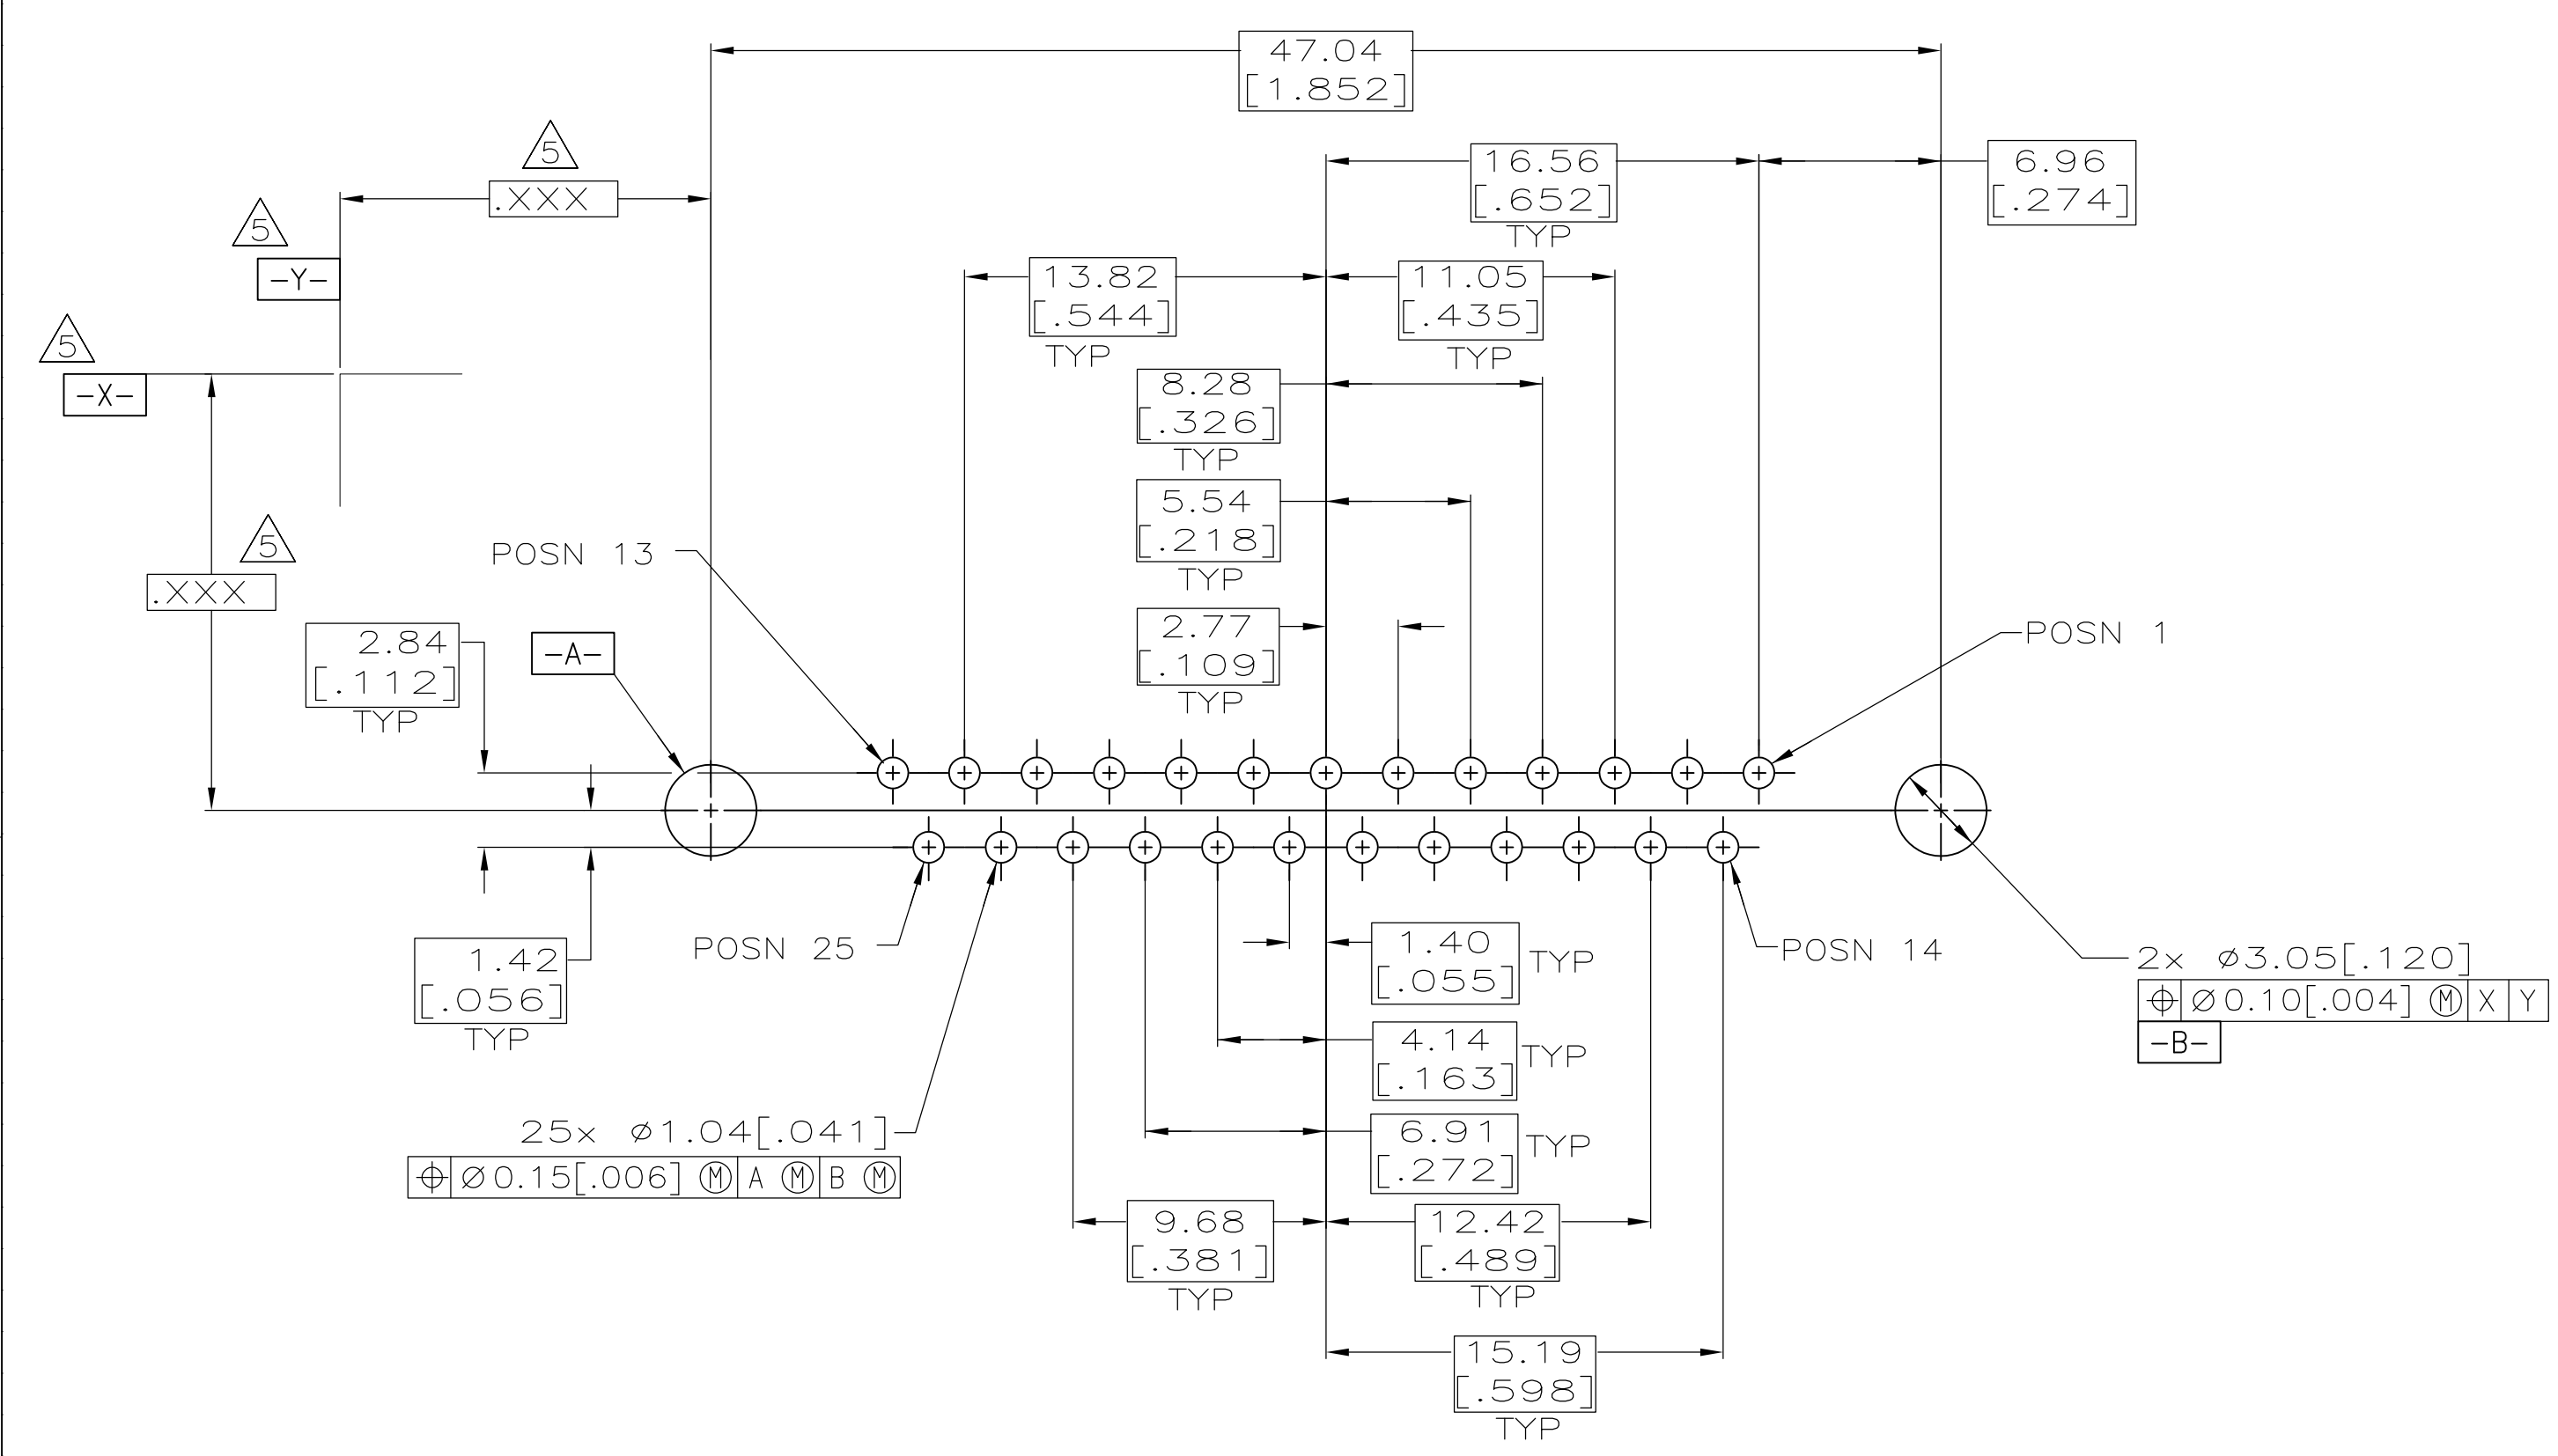 47.04
[1.852]
5
.XXX
16.56
[.652]
TYP
6.96
[.274]
5
-Y-
13.82
[.544]
TYP
11.05
[.435]
TYP
5
-X-
8.28
[.326]
TYP
5.54
[.218]
TYP
POSN 13
5
.XXX
2.77
[.109]
TYP
POSN 1
2.84
[.112]
TYP
-A-
POSN 25
1.42
[.056]
TYP
1.40
[.055]
TYP
POSN 14
2x ⌀3.05[.120]
⌖ ⌀0.10[.004] Ⓜ X Y
-B-
4.14
[.163]
TYP
25x ⌀1.04[.041]
⌖ ⌀0.15[.006] Ⓜ A Ⓜ B Ⓜ
6.91
[.272]
TYP
9.68
[.381]
TYP
12.42
[.489]
TYP
15.19
[.598]
TYP